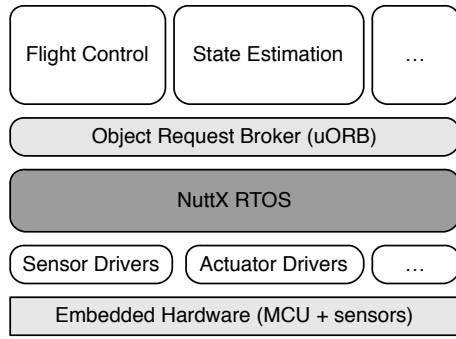 Flight Control
State Estimation
…
Object Request Broker (uORB)
NuttX RTOS
Sensor Drivers
Actuator Drivers
…
Embedded Hardware (MCU + sensors)